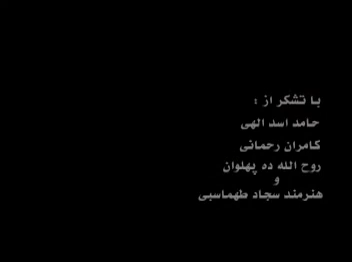 با تشکر از :
حامد اسد الهی
کامران رحمانی
روح الله ده پهلوان
و
هنرمند سجاد طهماسبی